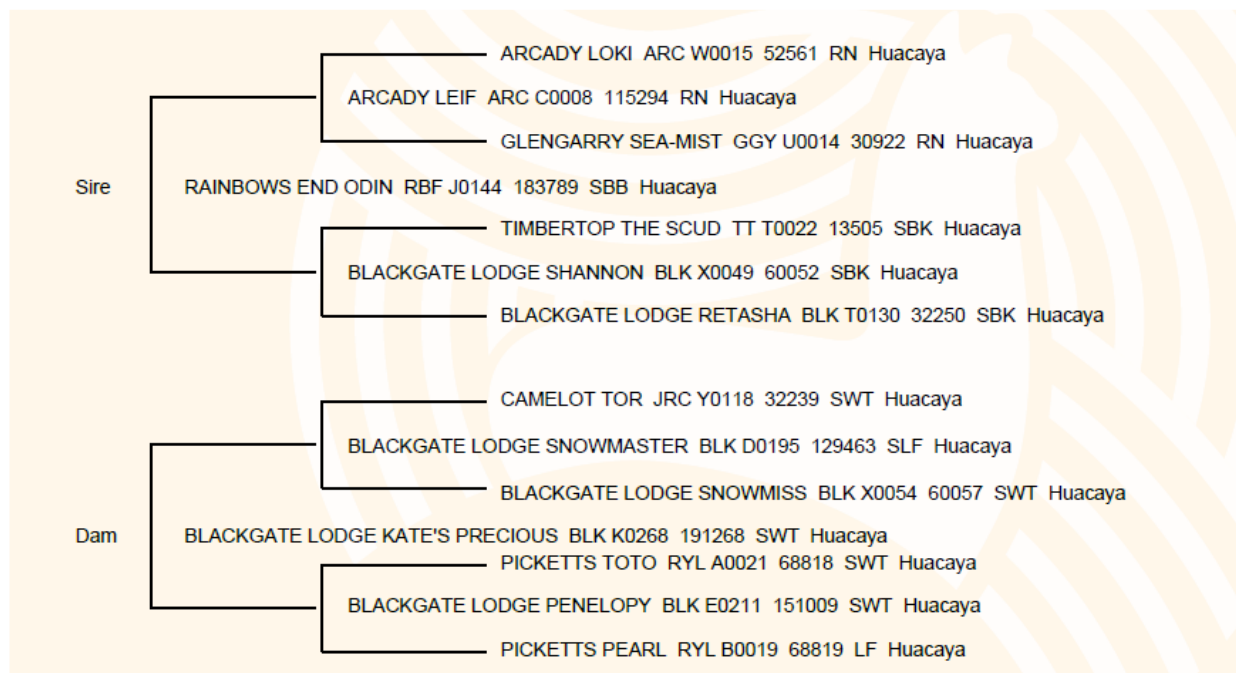 ARCADY LOKI ARC W0015 52561 RN Huacaya
ARCADY LEIF ARC C0008 115294 RN Huacaya
GLENGARRY SEA-MIST GGY U0014 30922 RN Huacaya
Sire RAINBOWS END ODIN RBF J0144 183789 SBB Huacaya
TIMBERTOP THE SCUD TT T0022 13505 SBK Huacaya
BLACKGATE LODGE SHANNON BLK X0049 60052 SBK Huacaya
BLACKGATE LODGE RETASHA BLK T0130 32250 SBK Huacaya
CAMELOT TOR JRC Y0118 32239 SWT Huacaya
BLACKGATE LODGE SNOWMASTER BLK D0195 129463 SLF Huacaya
BLACKGATE LODGE SNOWMISS BLK X0054 60057 SWT Huacaya
Dam BLACKGATE LODGE KATE'S PRECIOUS BLK K0268 191268 SWT Huacaya
PICKETTS TOTO RYL A0021 68818 SWT Huacaya
BLACKGATE LODGE PENELOPY BLK E0211 151009 SWT Huacaya
PICKETTS PEARL RYL B0019 68819 LF Huacaya